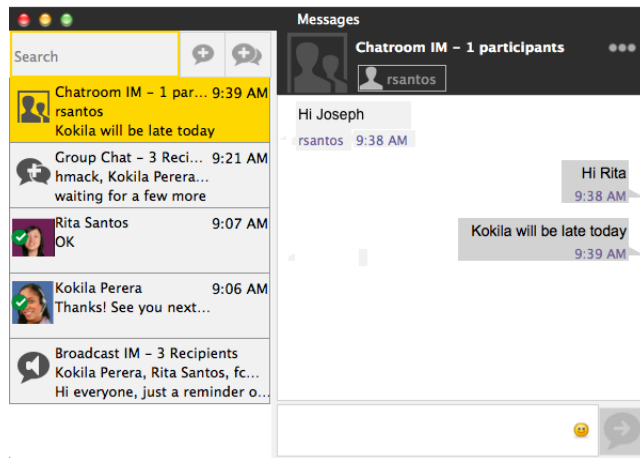 Messages
Search
Chatroom IM – 1 par... 9:39 AM
rsantos
Kokila will be late today
Group Chat – 3 Reci... 9:21 AM
hmack, Kokila Perera...
waiting for a few more
Rita Santos 9:07 AM
OK
Kokila Perera 9:06 AM
Thanks! See you next...
Broadcast IM – 3 Recipients
Kokila Perera, Rita Santos, fc...
Hi everyone, just a reminder o...
Chatroom IM – 1 participants
rsantos
Hi Joseph
rsantos 9:38 AM
Hi Rita
9:38 AM
Kokila will be late today
9:39 AM